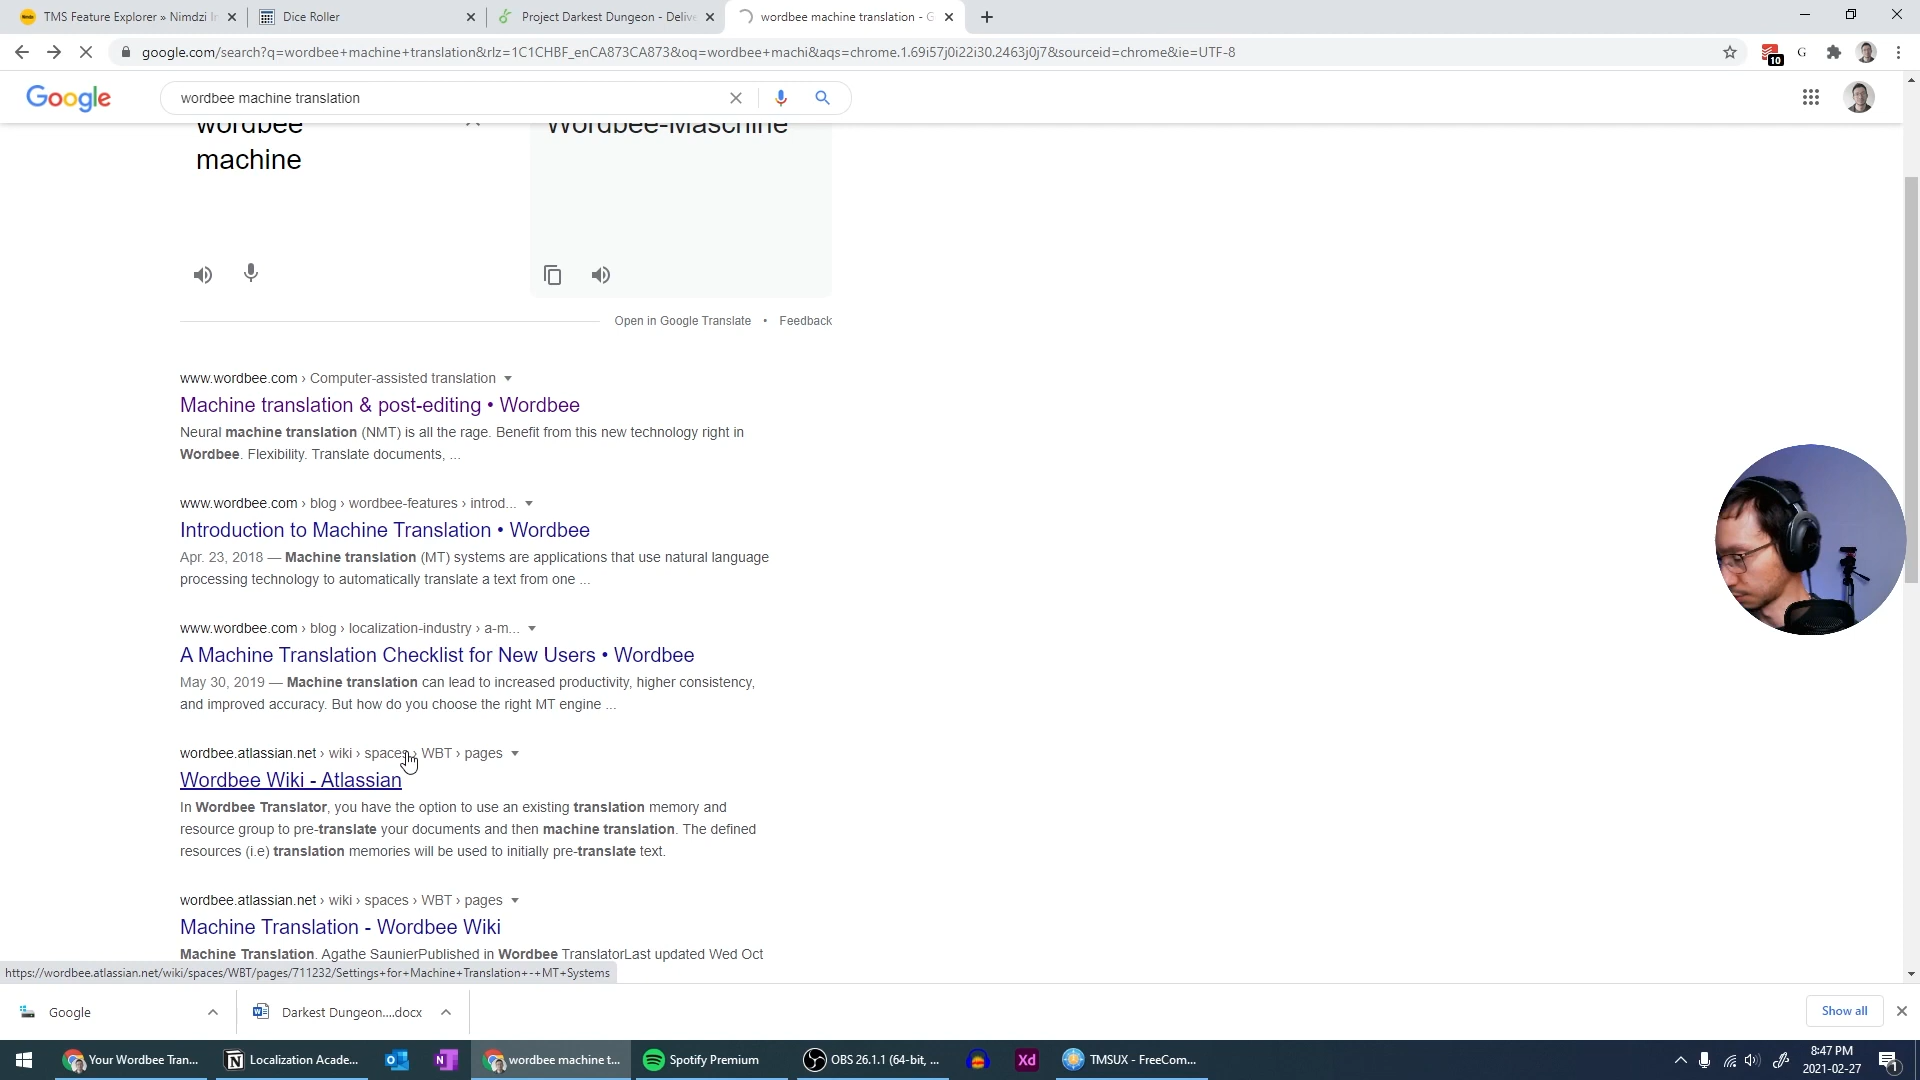 TMS Feature Explorer » Nimdzi In
Dice Roller
Project Darkest Dungeon - Delive
wordbee machine translation - G
google.com/search?q=wordbee+machine+translation&rlz=1C1CHBF_enCA873CA873&oq=wordbee+machi&aqs=chrome.1.69i57j0i22i30.2463j0j7&sourceid=chrome&ie=UTF-8
10
G
Google
wordbee machine translation
wordbee
machine
Wordbee-Maschine
Open in Google Translate • Feedback
www.wordbee.com › Computer-assisted translation
Machine translation & post-editing • Wordbee
Neural machine translation (NMT) is all the rage. Benefit from this new technology right in
Wordbee. Flexibility. Translate documents, ...
www.wordbee.com › blog › wordbee-features › introd...
Introduction to Machine Translation • Wordbee
Apr. 23, 2018 — Machine translation (MT) systems are applications that use natural language
processing technology to automatically translate a text from one ...
www.wordbee.com › blog › localization-industry › a-m...
A Machine Translation Checklist for New Users • Wordbee
May 30, 2019 — Machine translation can lead to increased productivity, higher consistency,
and improved accuracy. But how do you choose the right MT engine ...
wordbee.atlassian.net › wiki › spaces › WBT › pages
Wordbee Wiki - Atlassian
In Wordbee Translator, you have the option to use an existing translation memory and
resource group to pre-translate your documents and then machine translation. The defined
resources (i.e) translation memories will be used to initially pre-translate text.
wordbee.atlassian.net › wiki › spaces › WBT › pages
Machine Translation - Wordbee Wiki
Machine Translation. Agathe SaunierPublished in Wordbee TranslatorLast updated Wed Oct
https://wordbee.atlassian.net/wiki/spaces/WBT/pages/711232/Settings+for+Machine+Translation+-+MT+Systems
Google
Darkest Dungeon....docx
Show all
Your Wordbee Tran...
Localization Acade...
wordbee machine t...
Spotify Premium
OBS 26.1.1 (64-bit, ...
Xd
TMSUX - FreeCom...
8:47 PM
2021-02-27
1